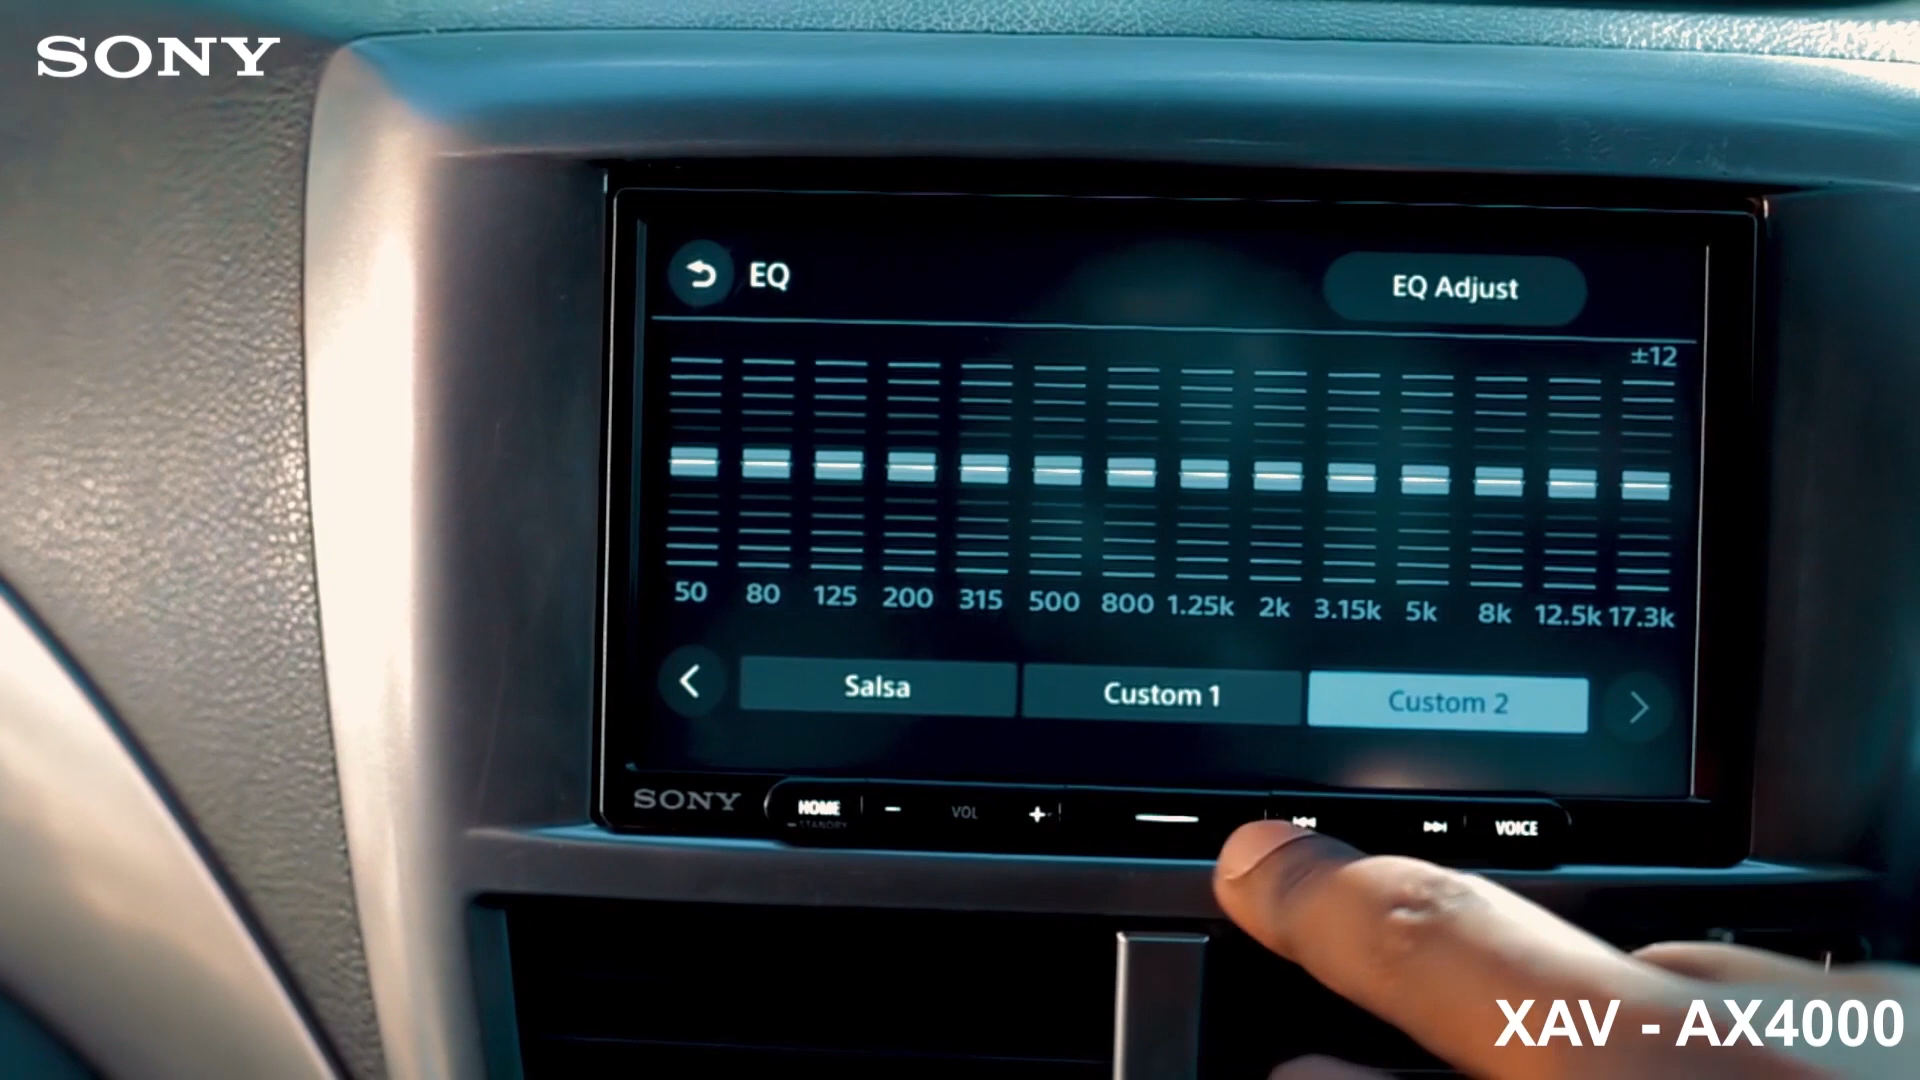 SONY
EQ
EQ Adjust
±12
50 80 125 200 315 500 800 1.25k 2k 3.15k 5k 8k 12.5k 17.3k
Salsa Custom 1 Custom 2
SONY HOME - VOL + VOICE
STANDBY
XAV - AX4000